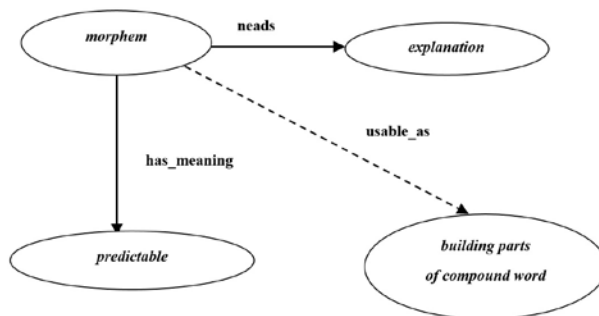 neads
morphem
explanation
usable_as
has_meaning
building parts
predictable
of compound word